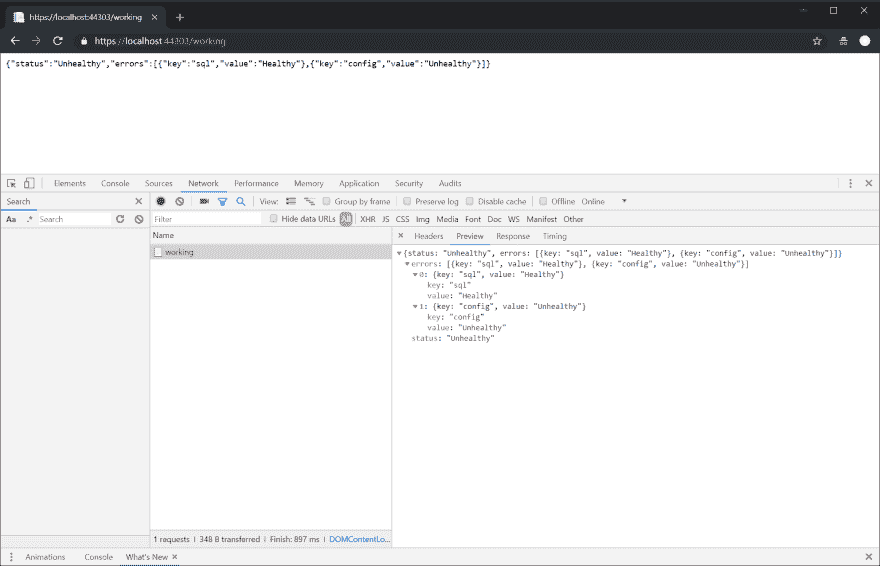 https://localhost:44303/working
https://localhost:44303/working
{"status":"Unhealthy","errors":[{"key":"sql","value":"Healthy"},{"key":"config","value":"Unhealthy"}]}
Elements Console Sources Network Performance Memory Application Security Audits
Search
View: Group by frame Preserve log Disable cache Offline Online
Aa .* Search
Filter Hide data URLs All XHR JS CSS Img Media Font Doc WS Manifest Other
Name
Headers Preview Response Timing
working
{status: "Unhealthy", errors: [{key: "sql", value: "Healthy"}, {key: "config", value: "Unhealthy"}]}
errors: [{key: "sql", value: "Healthy"}, {key: "config", value: "Unhealthy"}]
0: {key: "sql", value: "Healthy"}
key: "sql"
value: "Healthy"
1: {key: "config", value: "Unhealthy"}
key: "config"
value: "Unhealthy"
status: "Unhealthy"
1 requests | 348 B transferred | Finish: 897 ms | DOMContentLo...
Animations Console What's New